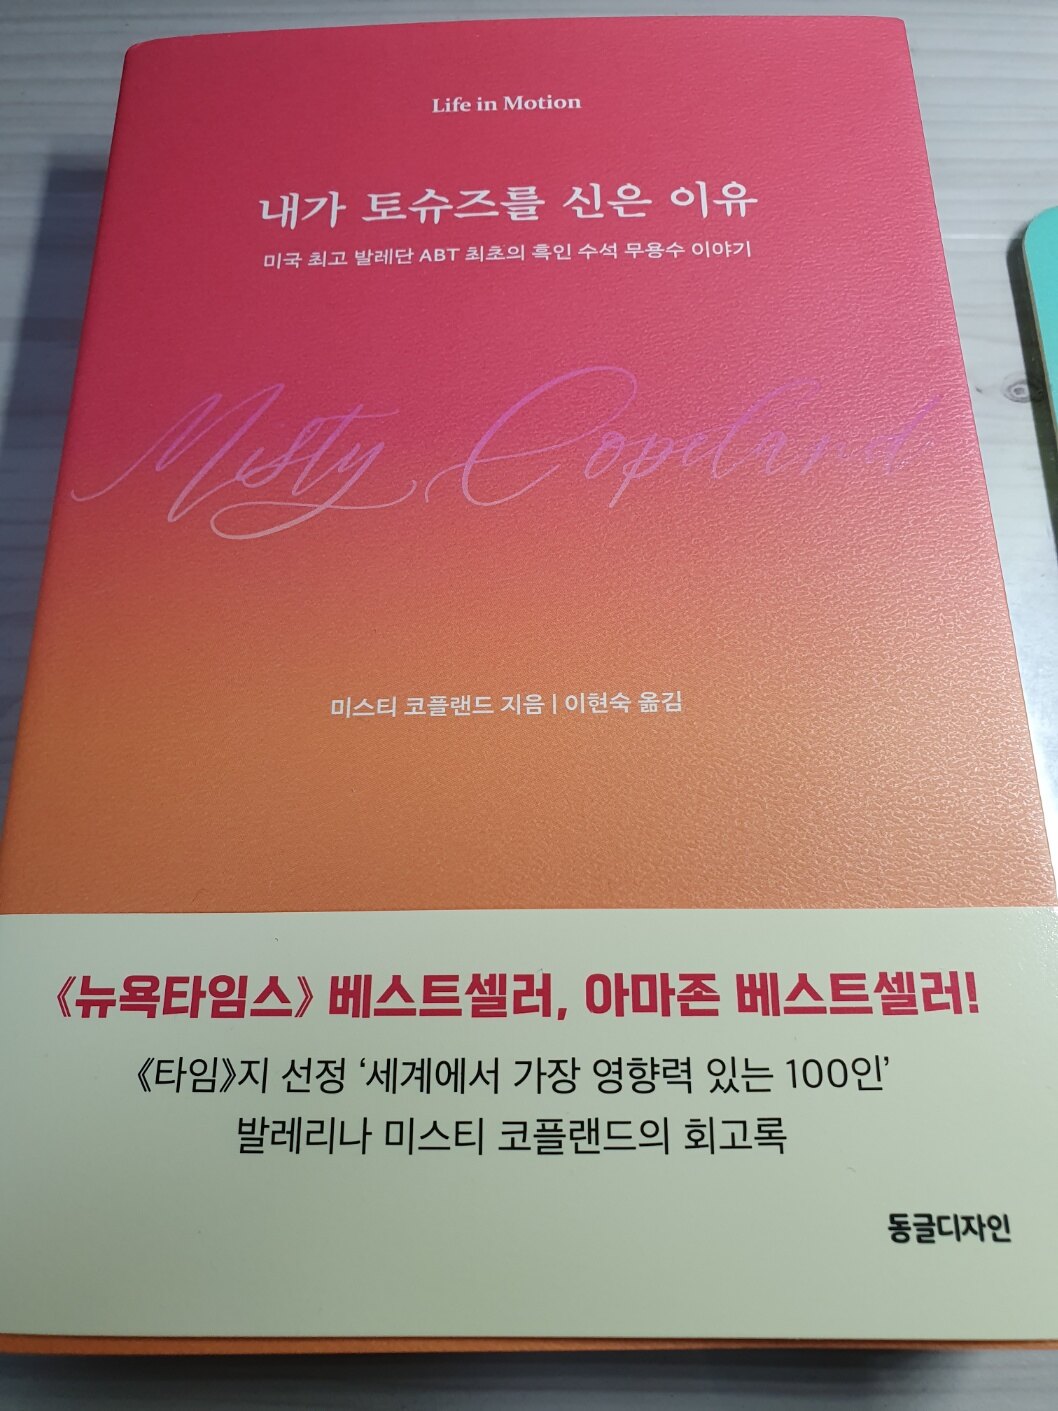 Life in Motion
내가 토슈즈를 신은 이유
미국 최고 발레단 ABT 최초의 흑인 수석 무용수 이야기
Misty Copeland
미스티 코플랜드 지음 | 이현숙 옮김
《뉴욕타임스》 베스트셀러, 아마존 베스트셀러!
《타임》지 선정 ‘세계에서 가장 영향력 있는 100인’
발레리나 미스티 코플랜드의 회고록
동글디자인